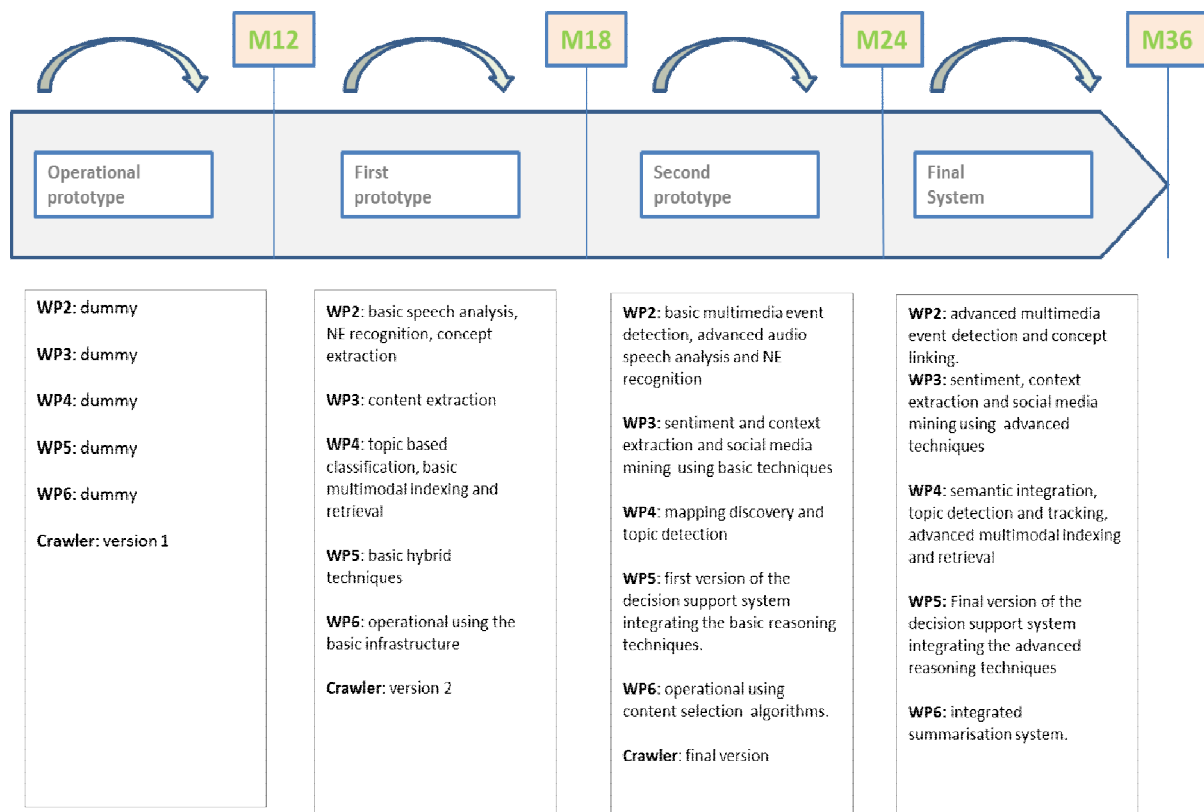 M12
M18
M24
M36
Operational
prototype
First
prototype
Second
prototype
Final
System
WP2: dummy
WP3: dummy
WP4: dummy
WP5: dummy
WP6: dummy
Crawler: version 1
WP2: basic speech analysis,
NE recognition, concept
extraction
WP3: content extraction
WP4: topic based
classification, basic
multimodal indexing and
retrieval
WP5: basic hybrid
techniques
WP6: operational using the
basic infrastructure
Crawler: version 2
WP2: basic multimedia event
detection, advanced audio
speech analysis and NE
recognition
WP3: sentiment and context
extraction and social media
mining using basic techniques
WP4: mapping discovery and
topic detection
WP5: first version of the
decision support system
integrating the basic reasoning
techniques.
WP6: operational using
content selection algorithms.
Crawler: final version
WP2: advanced multimedia
event detection and concept
linking.
WP3: sentiment, context
extraction and social media
mining using advanced
techniques
WP4: semantic integration,
topic detection and tracking,
advanced multimodal indexing
and retrieval
WP5: Final version of the
decision support system
integrating the advanced
reasoning techniques
WP6: integrated
summarisation system.